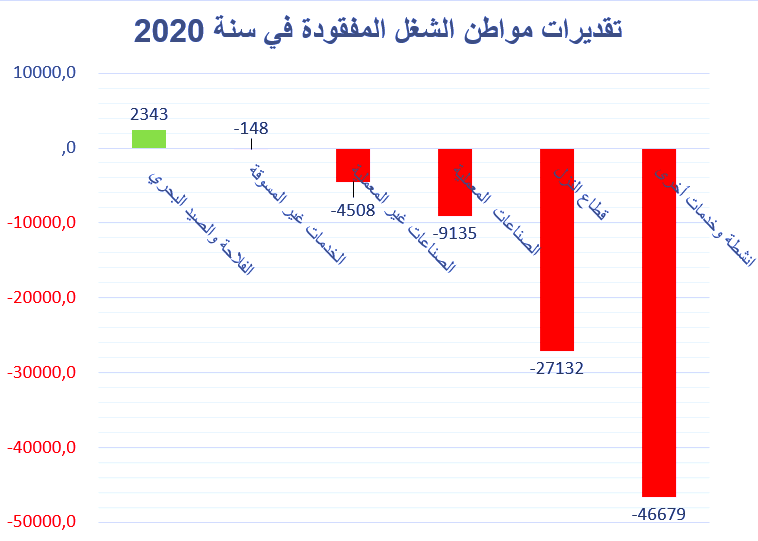 تقديرات مواطن الشغل المفقودة في سنة 2020
10000,0
,0
-10000,0
-20000,0
-30000,0
-40000,0
-50000,0
2343
-148
-4508
-9135
-27132
-46679
الفلاحة والصيد البحري
الخدمات غير المسوقة
الصناعات غير المعملية
الصناعات المعملية
قطاع النزل
انشطة وخدمات أخرى